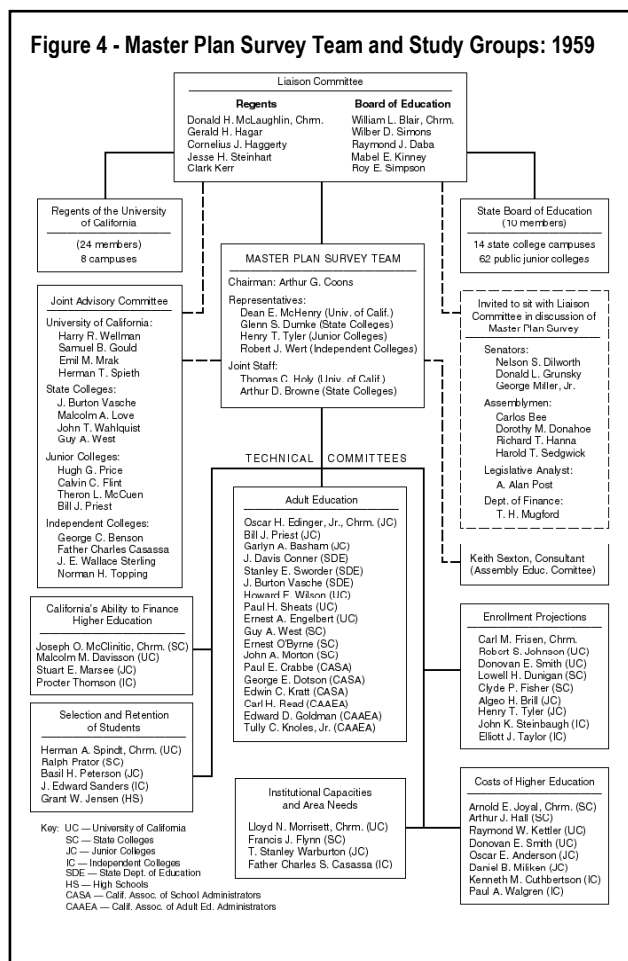 Figure 4 - Master Plan Survey Team and Study Groups: 1959
Liaison Committee
Regents
Donald H. McLaughlin, Chrm.
Gerald H. Hagar
Cornelius J. Haggerty
Jesse H. Steinhart
Clark Kerr
Board of Education
William L. Blair, Chrm.
Wilber D. Simons
Raymond J. Daba
Mabel E. Kinney
Roy E. Simpson
Regents of the University
of California
(24 members)
8 campuses
MASTER PLAN SURVEY TEAM
Chairman: Arthur G. Coons
Representatives:
Dean E. McHenry (Univ. of Calif.)
Glenn S. Dumke (State Colleges)
Henry T. Tyler (Junior Colleges)
Robert J. Wert (Independent Colleges)
Joint Staff:
Thomas C. Holy (Univ. of Calif.)
Arthur D. Browne (State Colleges)
State Board of Education
(10 members)
14 state college campuses
62 public junior colleges
Joint Advisory Committee
University of California:
Harry R. Wellman
Samuel B. Gould
Emil M. Mrak
Herman T. Spieth
State Colleges:
J. Burton Vasche
Malcolm A. Love
John T. Wahlquist
Guy A. West
Junior Colleges:
Hugh G. Price
Calvin C. Flint
Theron L. McCuen
Bill J. Priest
Independent Colleges:
George C. Benson
Father Charles Casassa
J. E. Wallace Sterling
Norman H. Topping
Invited to sit with Liaison
Committee in discussion of
Master Plan Survey
Senators:
Nelson S. Dilworth
Donald L. Grunsky
George Miller, Jr.
Assemblymen:
Carlos Bee
Dorothy M. Donahoe
Richard T. Hanna
Harold T. Sedgwick
Legislative Analyst:
A. Alan Post
Dept. of Finance:
T. H. Mugford
Keith Sexton, Consultant
(Assembly Educ. Comittee)
TECHNICAL COMMITTEES
Adult Education
Oscar H. Edinger, Jr., Chrm. (JC)
Bill J. Priest (JC)
Garlyn A. Basham (JC)
J. Davis Conner (SDE)
Stanley E. Sworder (SDE)
J. Burton Vasche (SDE)
Howard E. Wilson (UC)
Paul H. Sheats (UC)
Ernest A. Engelbert (UC)
Guy A. West (SC)
Ernest O'Byrne (SC)
John A. Morton (SC)
Paul E. Crabbe (CASA)
George E. Dotson (CASA)
Edwin C. Kratt (CASA)
Carl H. Read (CAAEA)
Edward D. Goldman (CAAEA)
Tully C. Knoles, Jr. (CAAEA)
California's Ability to Finance
Higher Education
Joseph O. McClinitic, Chrm. (SC)
Malcolm M. Davisson (UC)
Stuart E. Marsee (JC)
Procter Thomson (IC)
Enrollment Projections
Carl M. Frisen, Chrm.
Robert S. Johnson (UC)
Donovan E. Smith (UC)
Lowell H. Dunigan (SC)
Clyde P. Fisher (SC)
Algeo H. Brill (JC)
Henry T. Tyler (JC)
John K. Steinbaugh (IC)
Elliott J. Taylor (IC)
Selection and Retention
of Students
Herman A. Spindt, Chrm. (UC)
Ralph Prator (SC)
Basil H. Peterson (JC)
J. Edward Sanders (IC)
Grant W. Jensen (HS)
Institutional Capacities
and Area Needs
Lloyd N. Morrisett, Chrm. (UC)
Francis J. Flynn (SC)
T. Stanley Warburton (JC)
Father Charles S. Casassa (IC)
Costs of Higher Education
Arnold E. Joyal, Chrm. (SC)
Arthur J. Hall (SC)
Raymond W. Kettler (UC)
Donovan E. Smith (UC)
Oscar E. Anderson (JC)
Daniel B. Miliken (JC)
Kenneth M. Cuthbertson (IC)
Paul A. Walgren (IC)
Key: UC — University of California
SC — State Colleges
JC — Junior Colleges
IC — Independent Colleges
SDE — State Dept. of Education
HS — High Schools
CASA — Calif. Assoc. of School Administrators
CAAEA — Calif. Assoc. of Adult Ed. Administrators